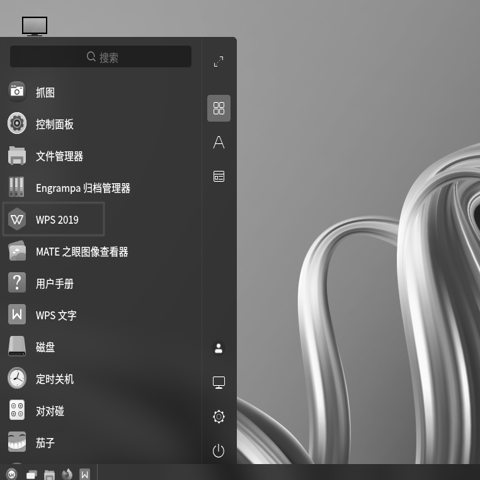 搜索
抓图
控制面板
文件管理器
Engrampa 归档管理器
WPS 2019
MATE 之眼图像查看器
用户手册
WPS 文字
磁盘
定时关机
对对碰
茄子